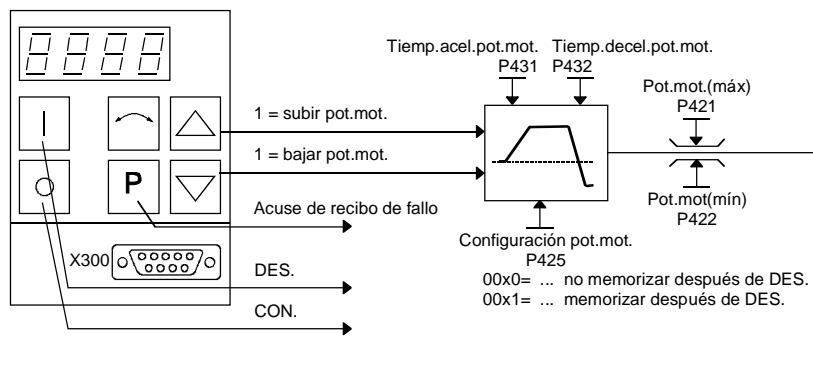 8888
Tiemp.acel.pot.mot. Tiemp.decel.pot.mot.
P431 P432
Pot.mot.(máx)
P421
I
1 = subir pot.mot.
1 = bajar pot.mot.
O P
Pot.mot(mín)
P422
Acuse de recibo de fallo
Configuración pot.mot.
P425
X300
DES.
00x0= ... no memorizar después de DES.
00x1= ... memorizar después de DES.
CON.